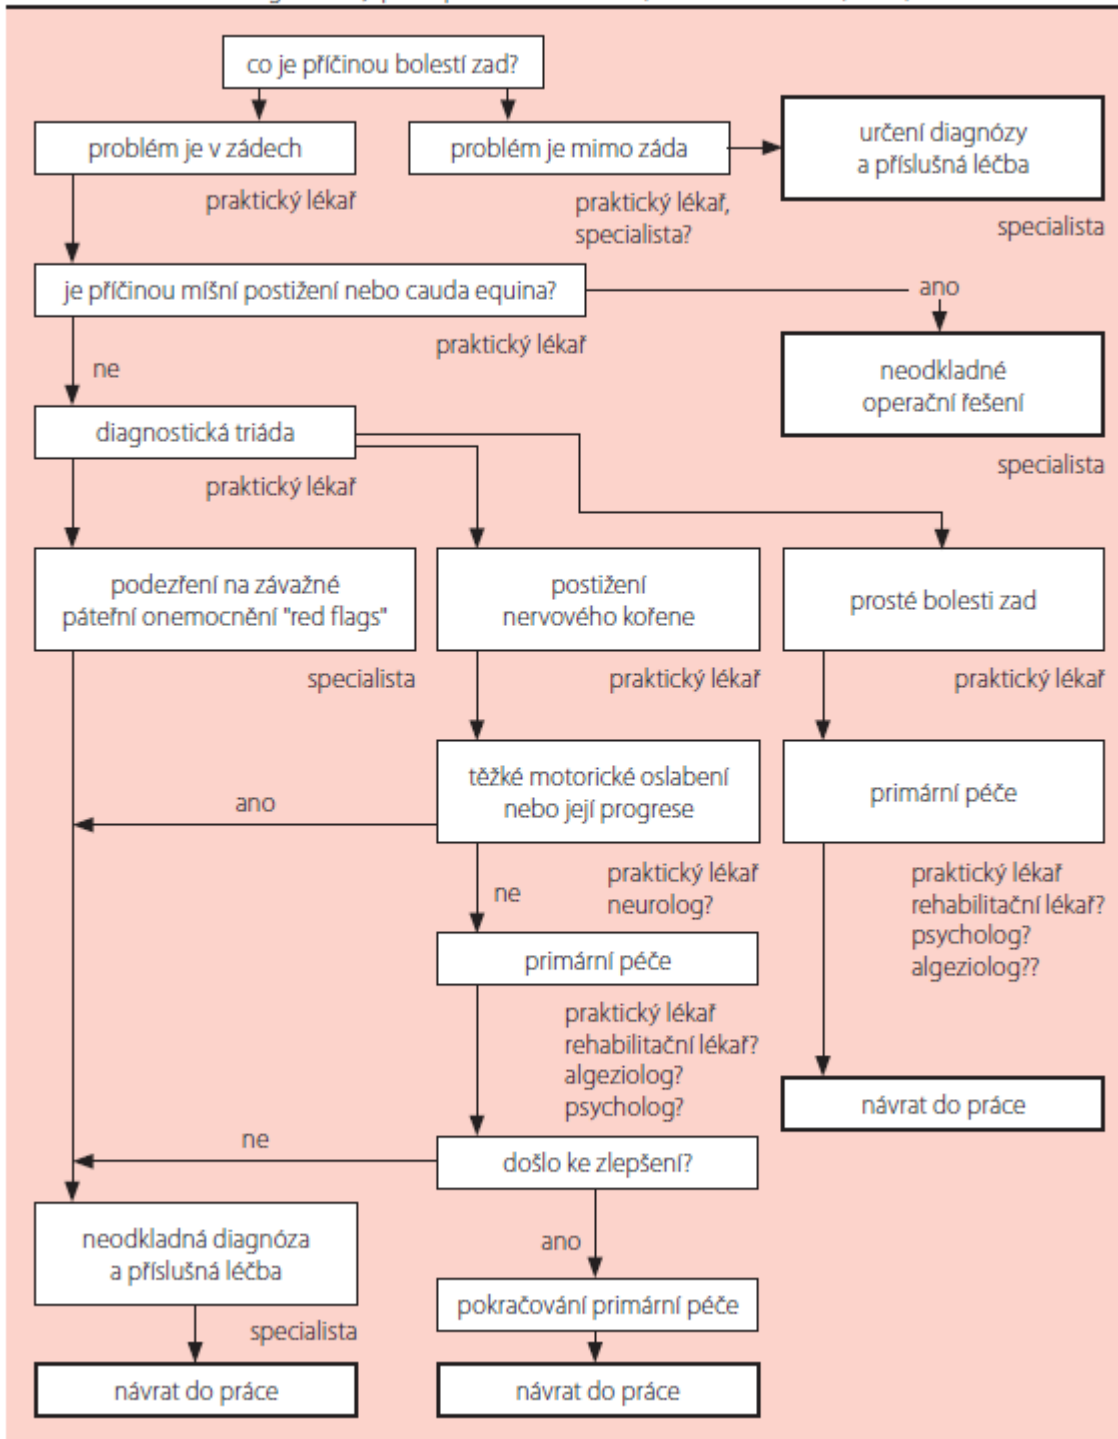 co je příčinou bolestí zad?
problém je v zádech
problém je mimo záda
určení diagnózy
a příslušná léčba
praktický lékař
praktický lékař,
specialista?
specialista
je příčinou míšní postižení nebo cauda equina?
ano
praktický lékař
ne
neodkladné
operační řešení
diagnostická triáda
specialista
praktický lékař
podezření na závažné
páteřní onemocnění "red flags"
postižení
nervového kořene
prosté bolesti zad
specialista
praktický lékař
praktický lékař
těžké motorické oslabení
nebo její progrese
primární péče
ano
praktický lékař
neurolog?
ne
praktický lékař
rehabilitační lékař?
psycholog?
algeziolog??
primární péče
praktický lékař
rehabilitační lékař?
algeziolog?
psycholog?
návrat do práce
ne
došlo ke zlepšení?
neodkladná diagnóza
a příslušná léčba
ano
pokračování primární péče
specialista
návrat do práce
návrat do práce